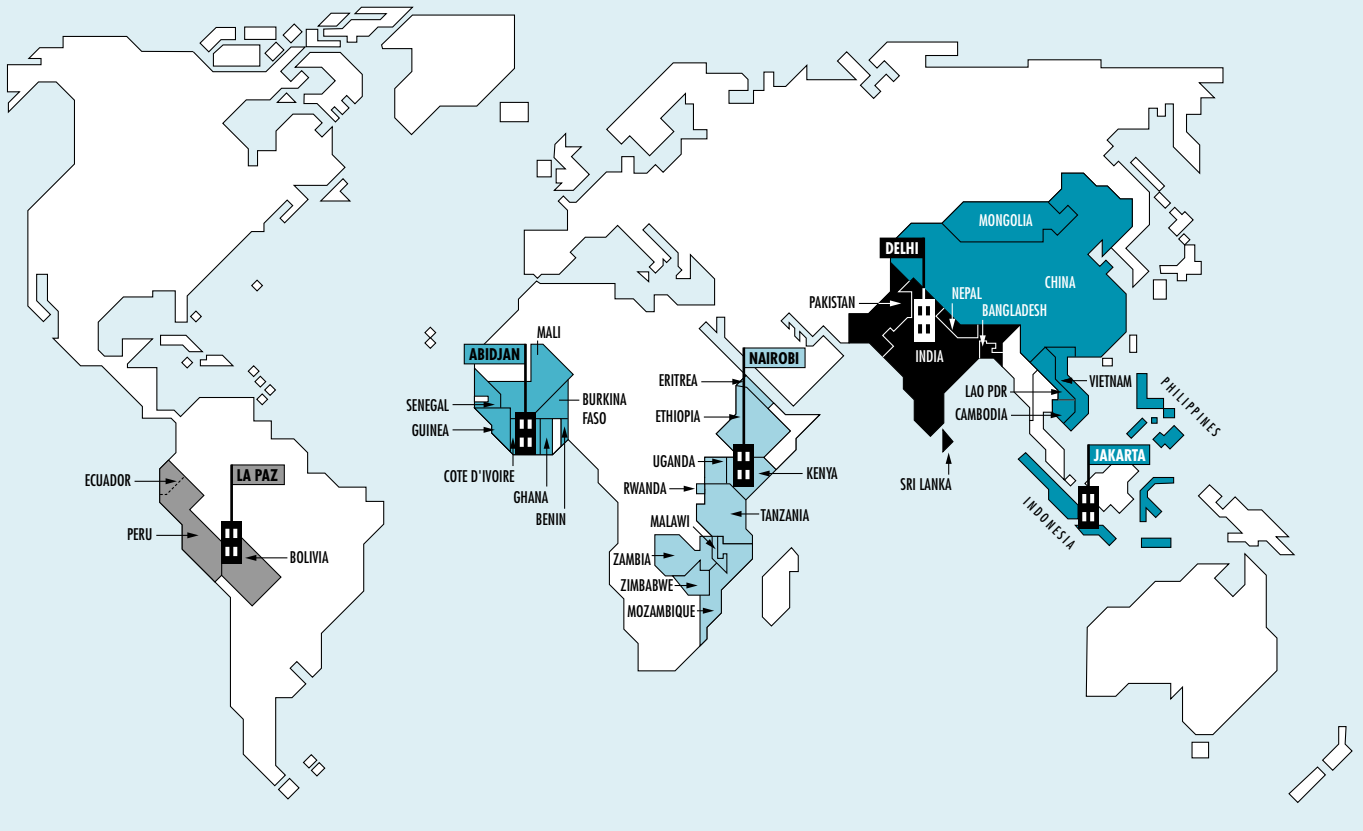 MONGOLIA
DELHI
CHINA
PAKISTAN
NEPAL
BANGLADESH
INDIA
MALI
ABIDJAN
NAIROBI
ERITREA
VIETNAM
LAO PDR
PHILIPPINES
SENEGAL
BURKINA
FASO
ETHIOPIA
CAMBODIA
GUINEA
JAKARTA
UGANDA
KENYA
COTE D'IVOIRE
LA PAZ
ECUADOR
SRI LANKA
RWANDA
GHANA
INDONESIA
BENIN
TANZANIA
MALAWI
PERU
BOLIVIA
ZAMBIA
ZIMBABWE
MOZAMBIQUE